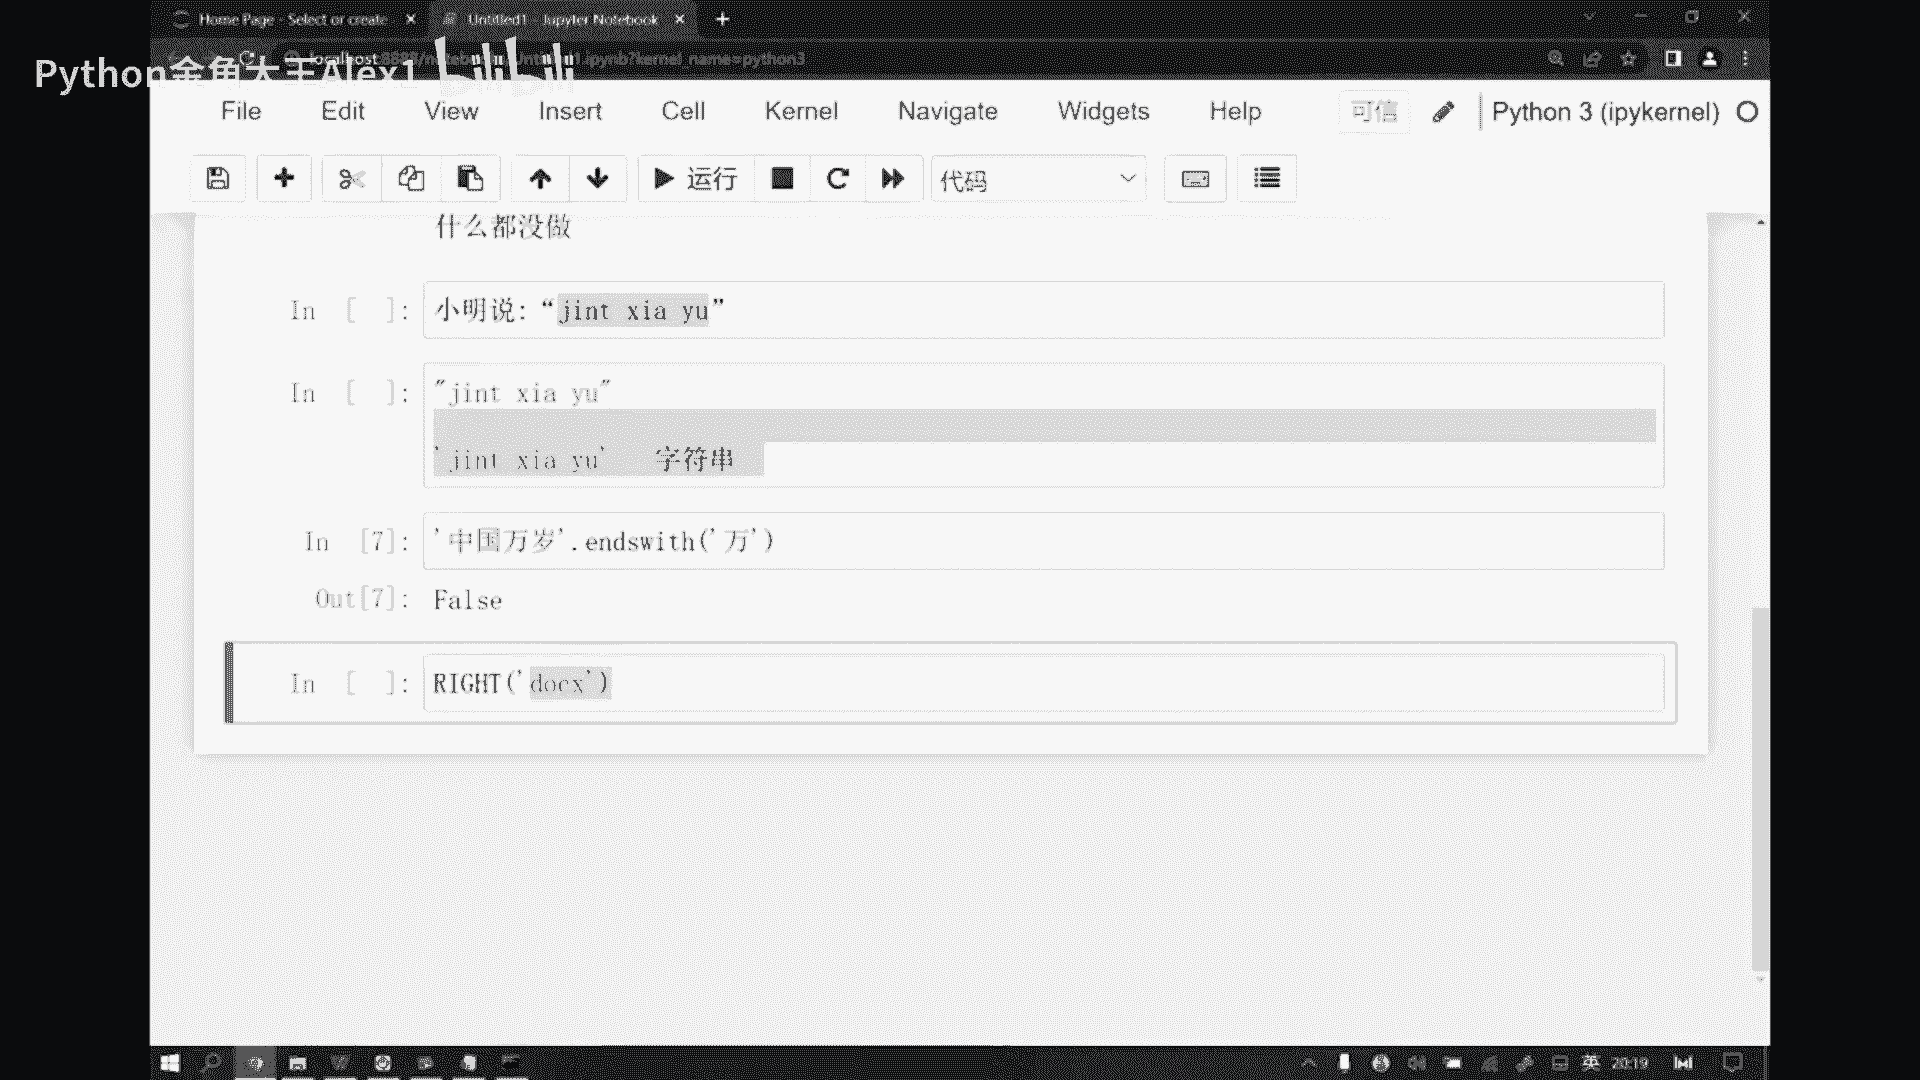 Home Page - Select or create
Untitled1 - Jupyter Notebook
localhost:8888/notebooks/Untitled1.ipynb?kernel_name=python3
Python金角大王Alex1 bilibili
File Edit View Insert Cell Kernel Navigate Widgets Help 可信 Python 3 (ipykernel)
运行 代码
什么都没做
In [ ]: 小明说: “jint xia yu”
In [ ]: "jint xia yu"
'jint xia yu' 字符串
In [7]: '中国万岁'.endswith('万')
Out[7]: False
In [ ]: RIGHT('docx')
英 20:19